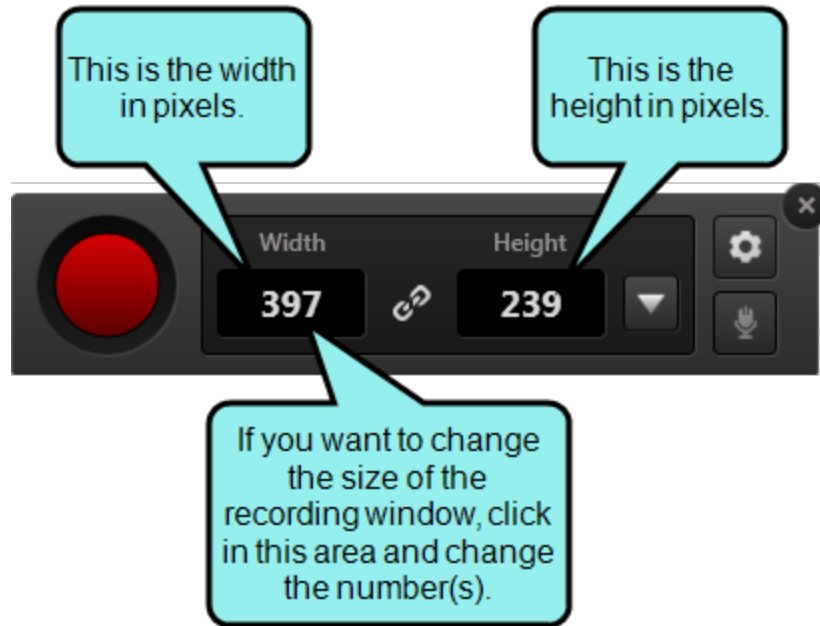 This is the width
in pixels.
This is the
height in pixels.
Width
Height
397
239
If you want to change
the size of the
recording window, click
in this area and change
the number(s).